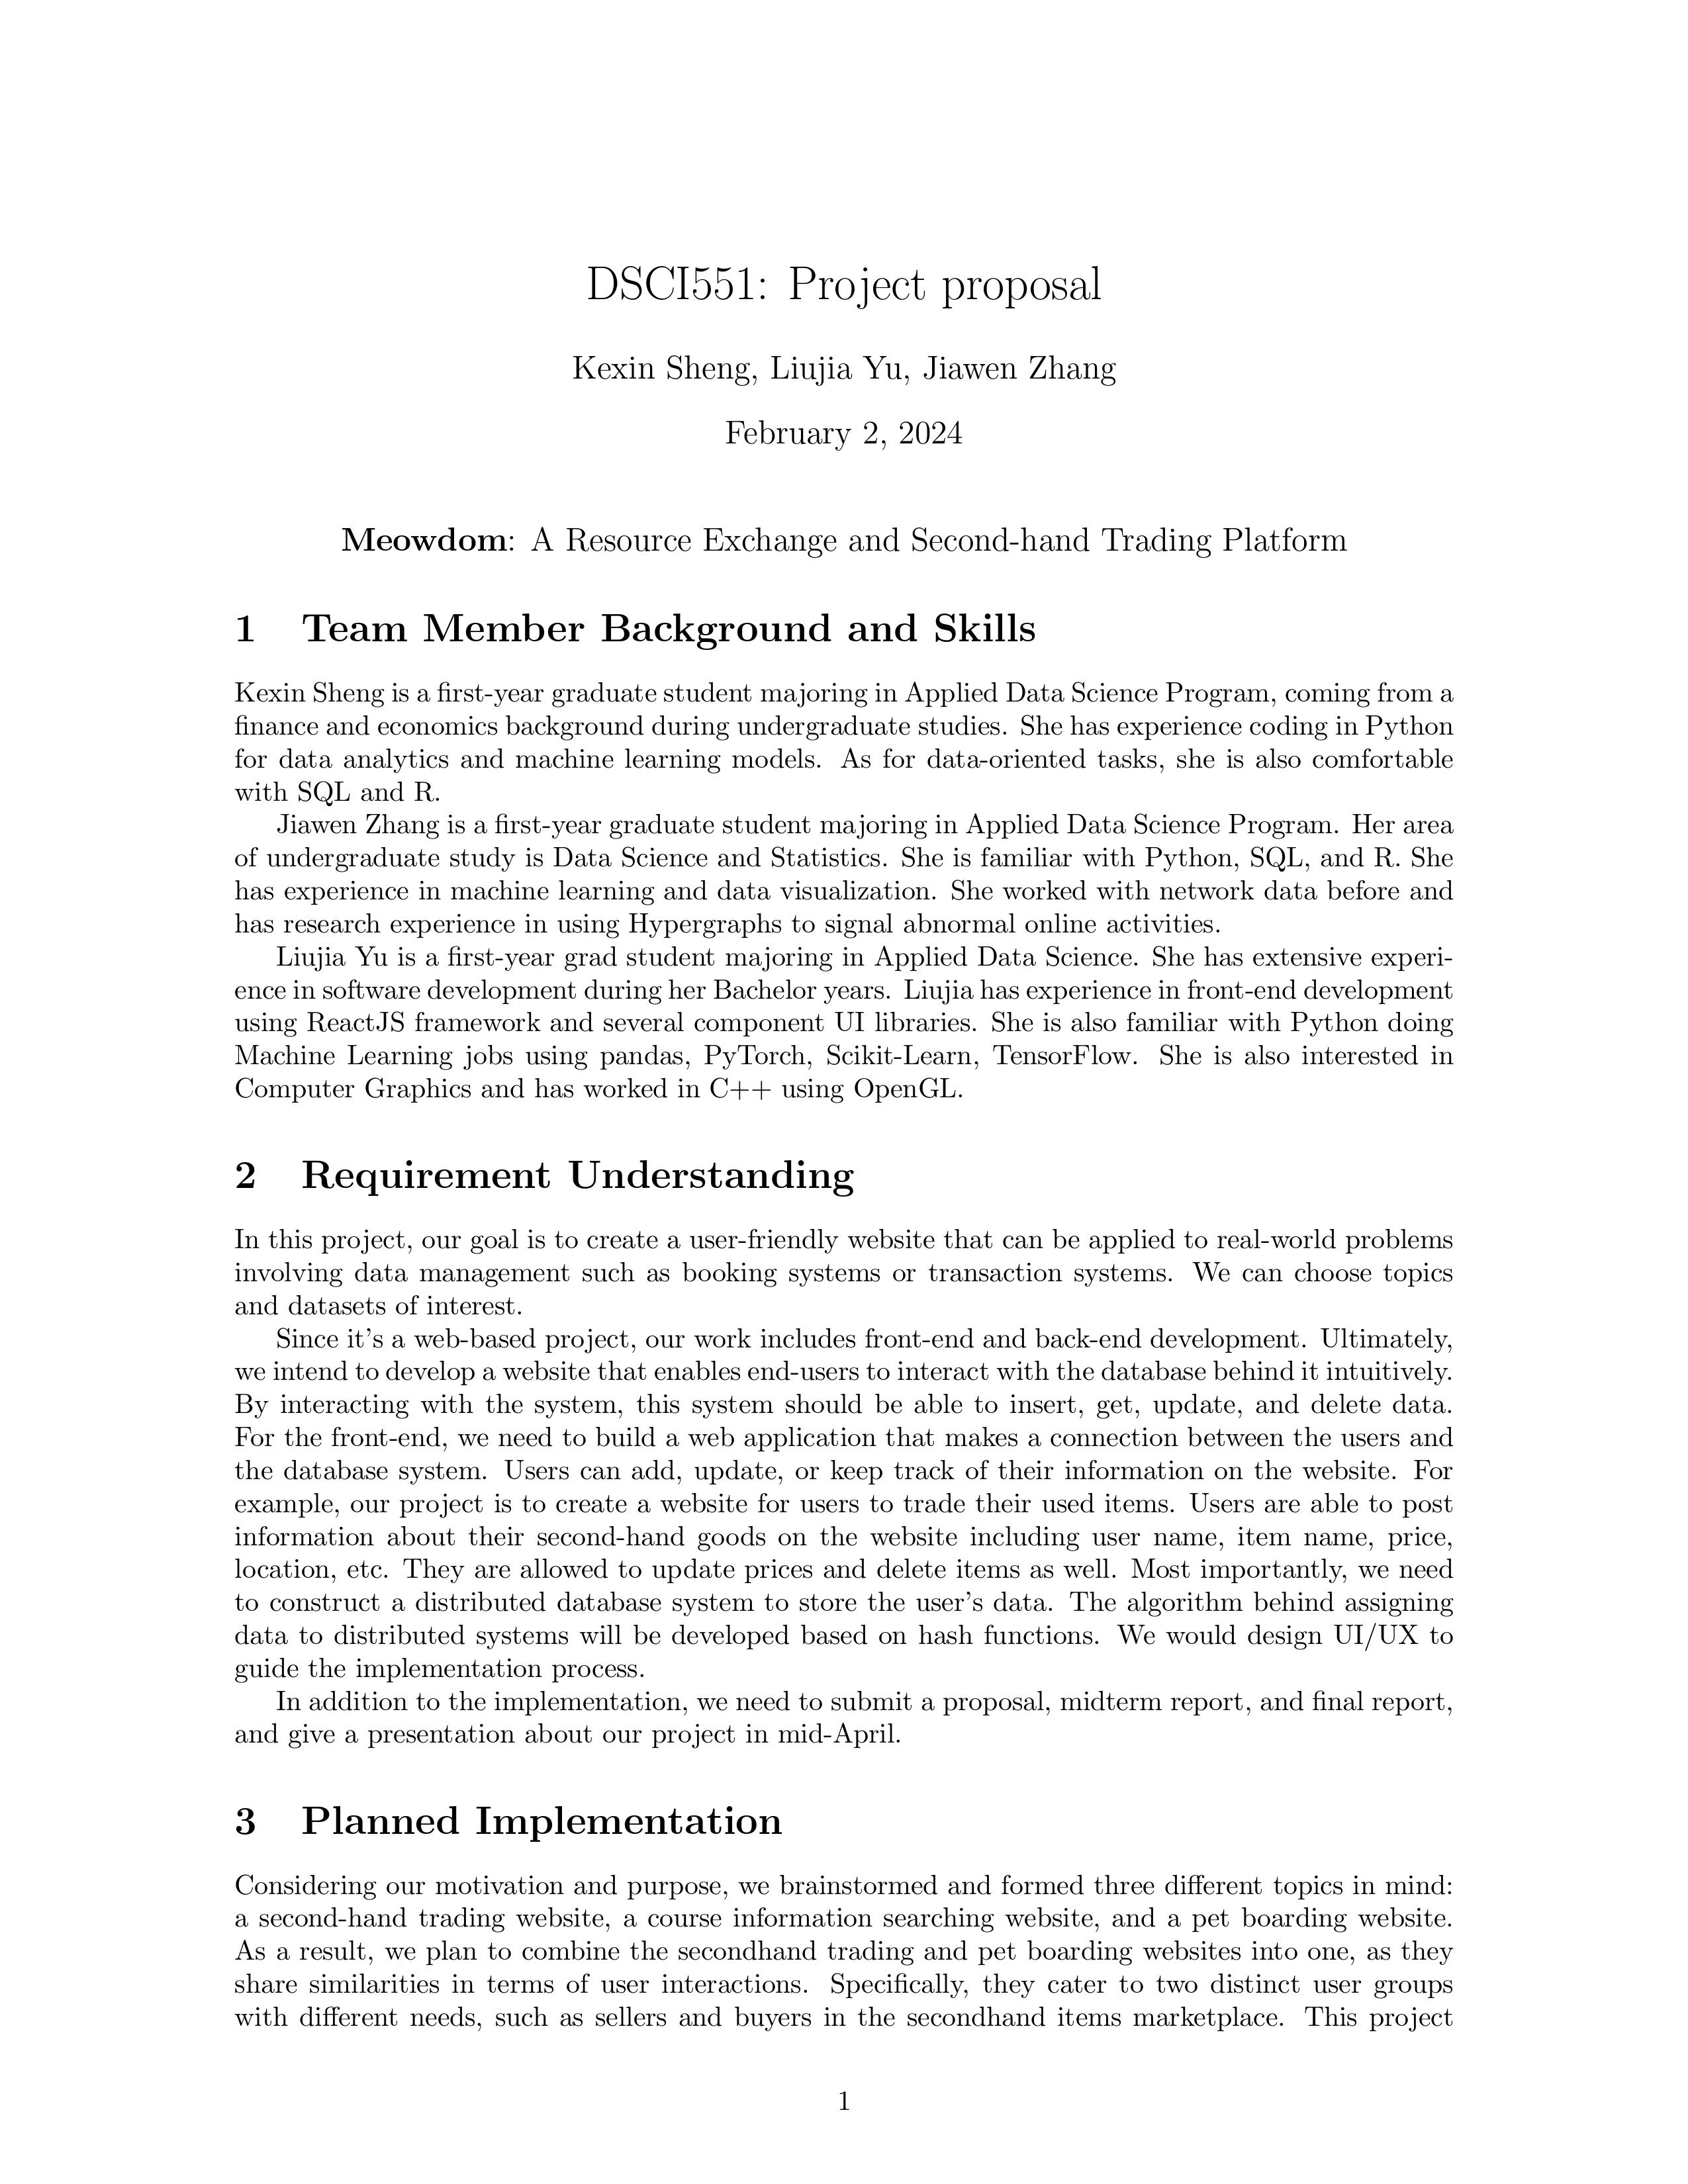 DSCI551: Project proposal
Kexin Sheng, Liujia Yu, Jiawen Zhang
February 2, 2024
Meowdom: A Resource Exchange and Second-hand Trading Platform
1 Team Member Background and Skills
Kexin Sheng is a first-year graduate student majoring in Applied Data Science Program, coming from a
finance and economics background during undergraduate studies. She has experience coding in Python
for data analytics and machine learning models. As for data-oriented tasks, she is also comfortable
with SQL and R.
Jiawen Zhang is a first-year graduate student majoring in Applied Data Science Program. Her area
of undergraduate study is Data Science and Statistics. She is familiar with Python, SQL, and R. She
has experience in machine learning and data visualization. She worked with network data before and
has research experience in using Hypergraphs to signal abnormal online activities.
Liujia Yu is a first-year grad student majoring in Applied Data Science. She has extensive experi-
ence in software development during her Bachelor years. Liujia has experience in front-end development
using ReactJS framework and several component UI libraries. She is also familiar with Python doing
Machine Learning jobs using pandas, PyTorch, Scikit-Learn, TensorFlow. She is also interested in
Computer Graphics and has worked in C++ using OpenGL.
2 Requirement Understanding
In this project, our goal is to create a user-friendly website that can be applied to real-world problems
involving data management such as booking systems or transaction systems. We can choose topics
and datasets of interest.
Since it's a web-based project, our work includes front-end and back-end development. Ultimately,
we intend to develop a website that enables end-users to interact with the database behind it intuitively.
By interacting with the system, this system should be able to insert, get, update, and delete data.
For the front-end, we need to build a web application that makes a connection between the users and
the database system. Users can add, update, or keep track of their information on the website. For
example, our project is to create a website for users to trade their used items. Users are able to post
information about their second-hand goods on the website including user name, item name, price,
location, etc. They are allowed to update prices and delete items as well. Most importantly, we need
to construct a distributed database system to store the user's data. The algorithm behind assigning
data to distributed systems will be developed based on hash functions. We would design UI/UX to
guide the implementation process.
In addition to the implementation, we need to submit a proposal, midterm report, and final report,
and give a presentation about our project in mid-April.
3 Planned Implementation
Considering our motivation and purpose, we brainstormed and formed three different topics in mind:
a second-hand trading website, a course information searching website, and a pet boarding website.
As a result, we plan to combine the secondhand trading and pet boarding websites into one, as they
share similarities in terms of user interactions. Specifically, they cater to two distinct user groups
with different needs, such as sellers and buyers in the secondhand items marketplace. This project
1